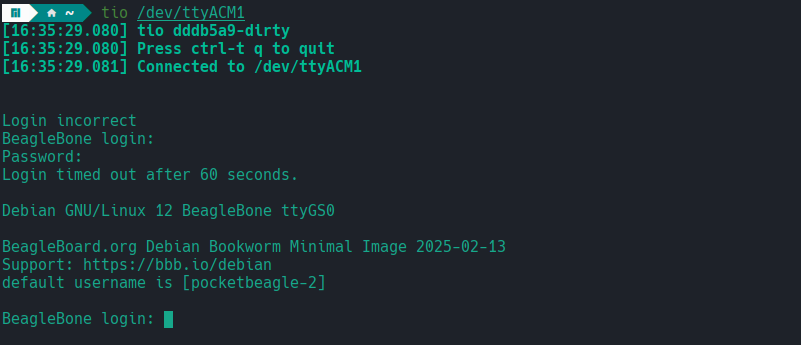 ~ tio /dev/ttyACM1
[16:35:29.080] tio dddb5a9-dirty
[16:35:29.080] Press ctrl-t q to quit
[16:35:29.081] Connected to /dev/ttyACM1
Login incorrect
BeagleBone login:
Password:
Login timed out after 60 seconds.
Debian GNU/Linux 12 BeagleBone ttyGS0
BeagleBoard.org Debian Bookworm Minimal Image 2025-02-13
Support: https://bbb.io/debian
default username is [pocketbeagle-2]
BeagleBone login: